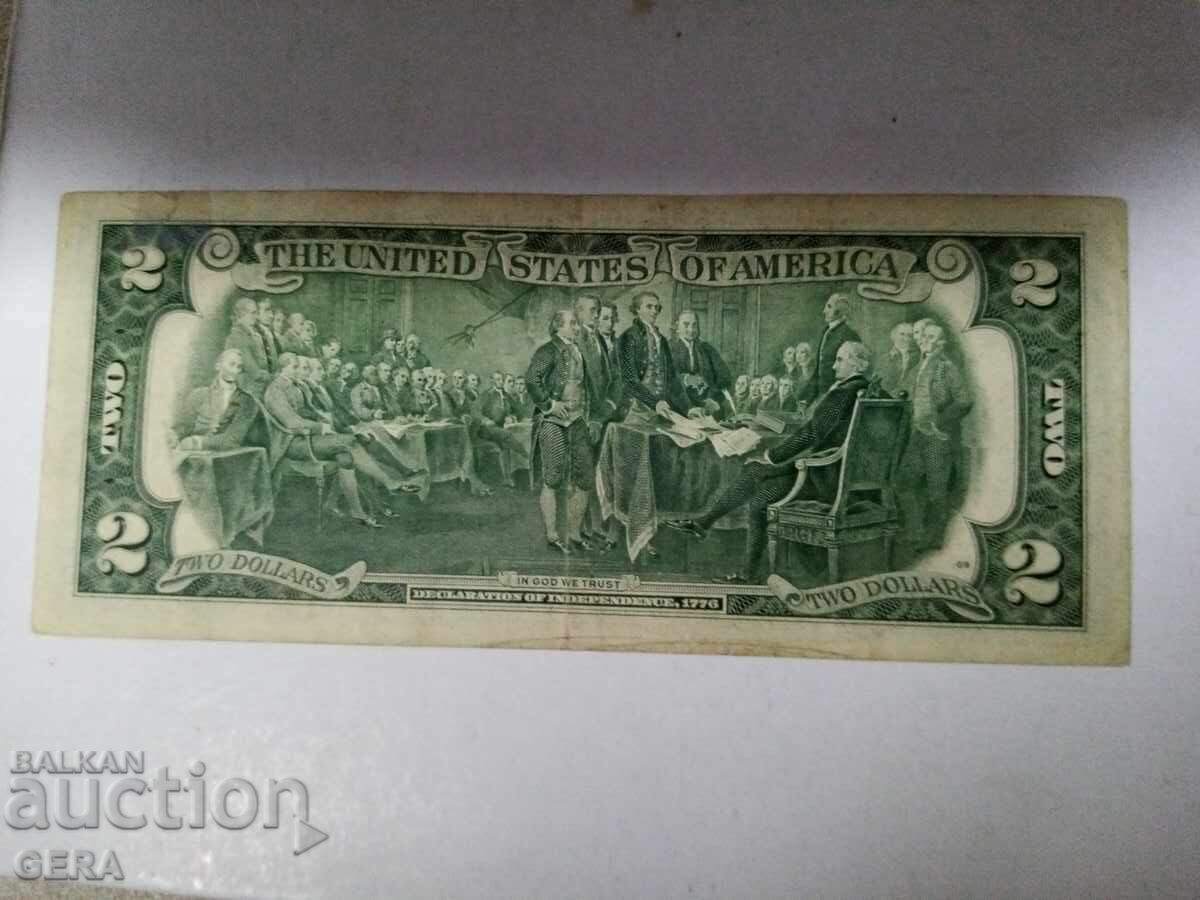 THE UNITED STATES OF AMERICA
2
2
TWO
TWO
2
2
TWO DOLLARS
IN GOD WE TRUST
TWO DOLLARS
DECLARATION OF INDEPENDENCE, 1776
BALKAN
auction
GERA